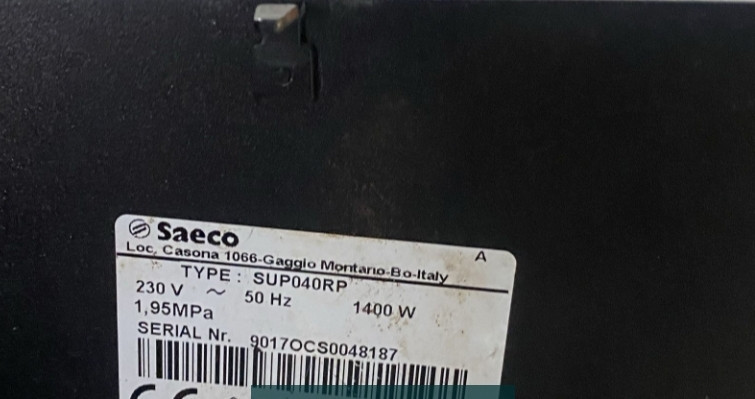 Saeco A
Loc, Casona 1066-Gaggio Montano-Bo-Italy
TYPE : SUP040RP
230 V ~ 50 Hz 1400 W
1,95MPa
SERIAL Nr. 9017OCS0048187
CE